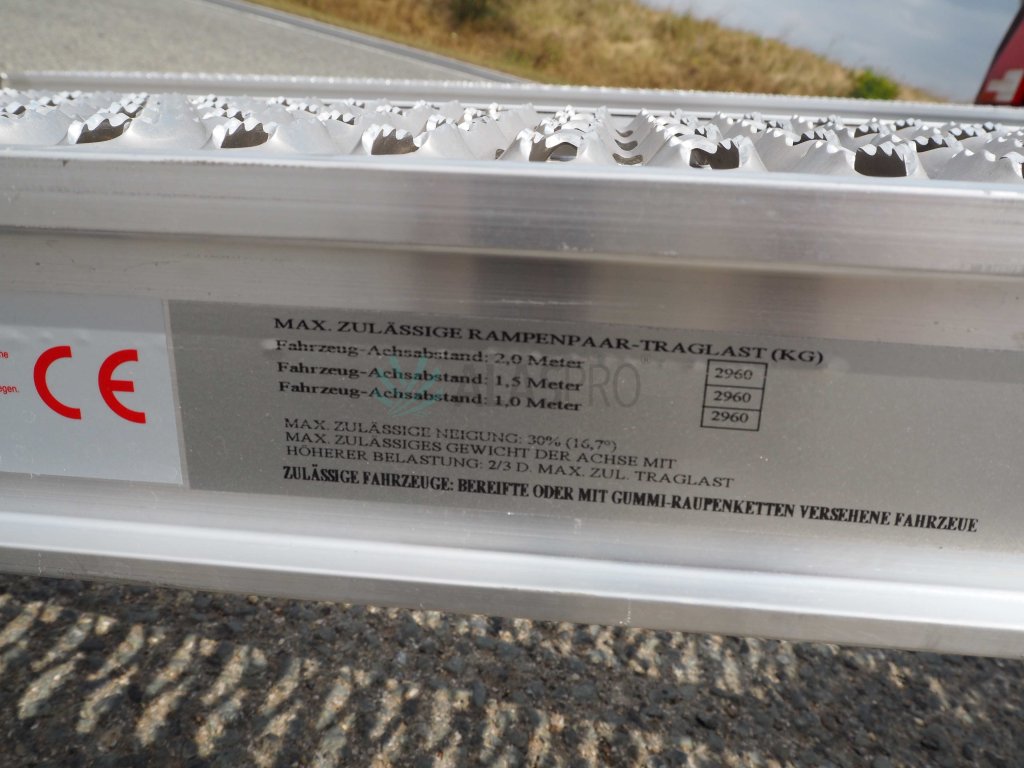 MAX. ZULÄSSIGE RAMPENPAAR-TRAGLAST (KG)
Fahrzeug-Achsabstand: 2,0 Meter 2960
Fahrzeug-Achsabstand: 1,5 Meter 2960
Fahrzeug-Achsabstand: 1,0 Meter 2960
MAX. ZULÄSSIGE NEIGUNG: 30% (16,7º)
MAX. ZULÄSSIGES GEWICHT DER ACHSE MIT
HÖHERER BELASTUNG: 2/3 D. MAX. ZUL. TRAGLAST
ZULÄSSIGE FAHRZEUGE: BEREIFTE ODER MIT GUMMI-RAUPENKETTEN VERSEHENE FAHRZEUE
CE